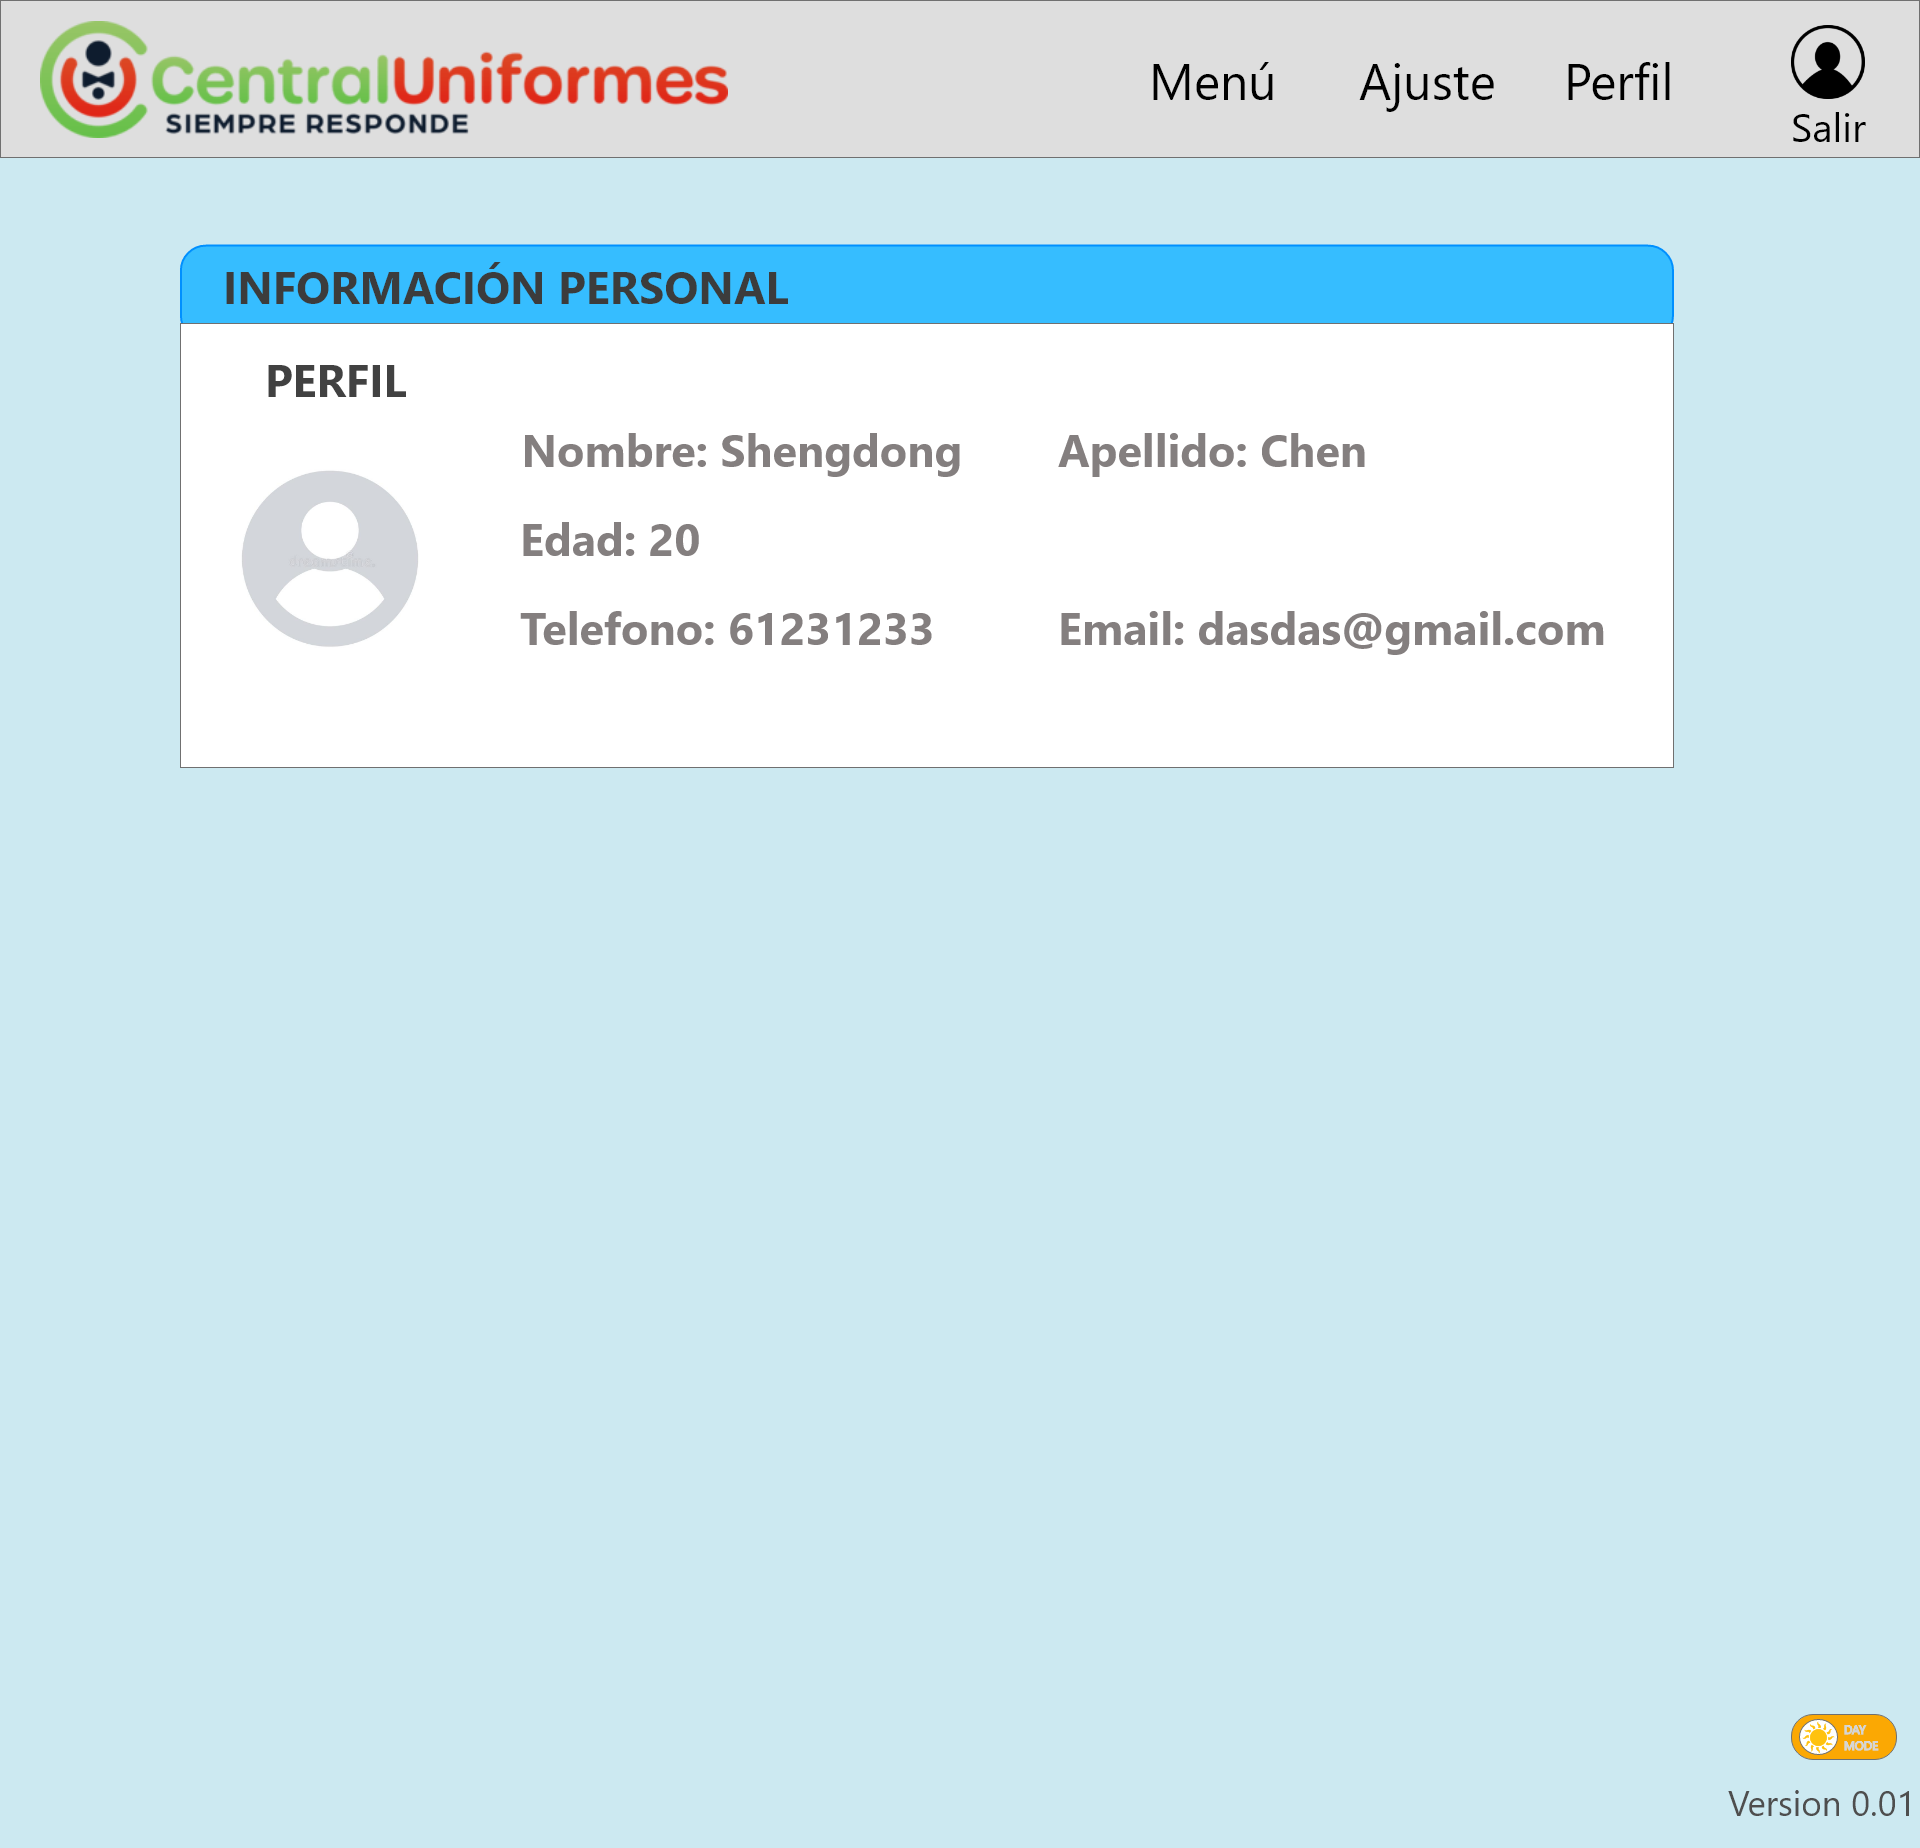 CentralUniformes
SIEMPRE RESPONDE
Menú
Ajuste
Perfil
Salir
INFORMACIÓN PERSONAL
PERFIL
Nombre: Shengdong
Apellido: Chen
Edad: 20
Telefono: 61231233
Email: dasdas@gmail.com
DAY
MODE
Version 0.01